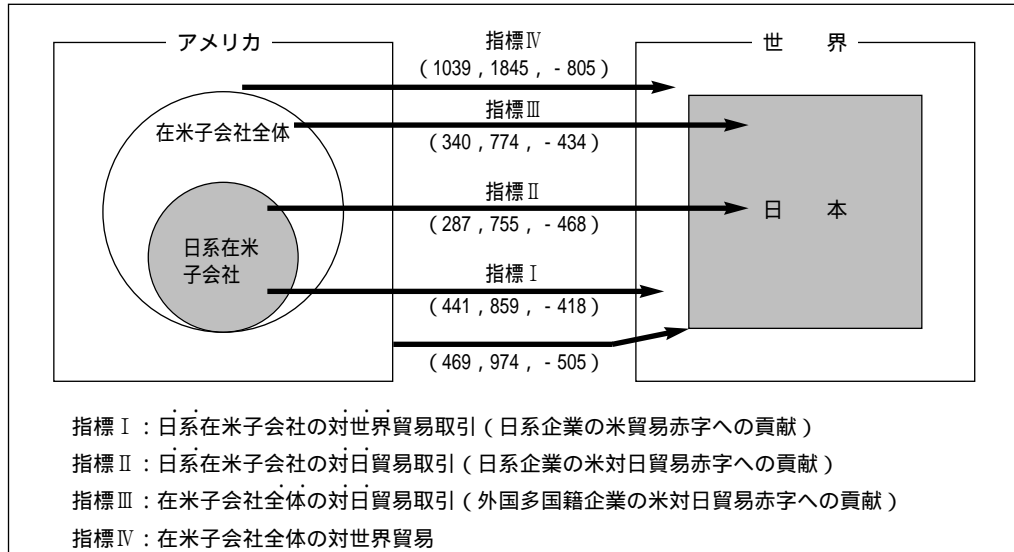 アメリカ
世　界
指標Ⅳ
(1039 , 1845 , - 805)
指標Ⅲ
在米子会社全体
(340 , 774 , - 434)
指標Ⅱ
日　本
(287 , 755 , - 468)
日系在米
子会社
指標Ⅰ
(441 , 859 , - 418)
(469 , 974 , - 505)
指標Ⅰ：日系在米子会社の対世界貿易取引(日系企業の米貿易赤字への貢献)
指標Ⅱ：日系在米子会社の対日貿易取引(日系企業の米対日貿易赤字への貢献)
指標Ⅲ：在米子会社全体の対日貿易取引(外国多国籍企業の米対日貿易赤字への貢献)
指標Ⅳ：在米子会社全体の対世界貿易